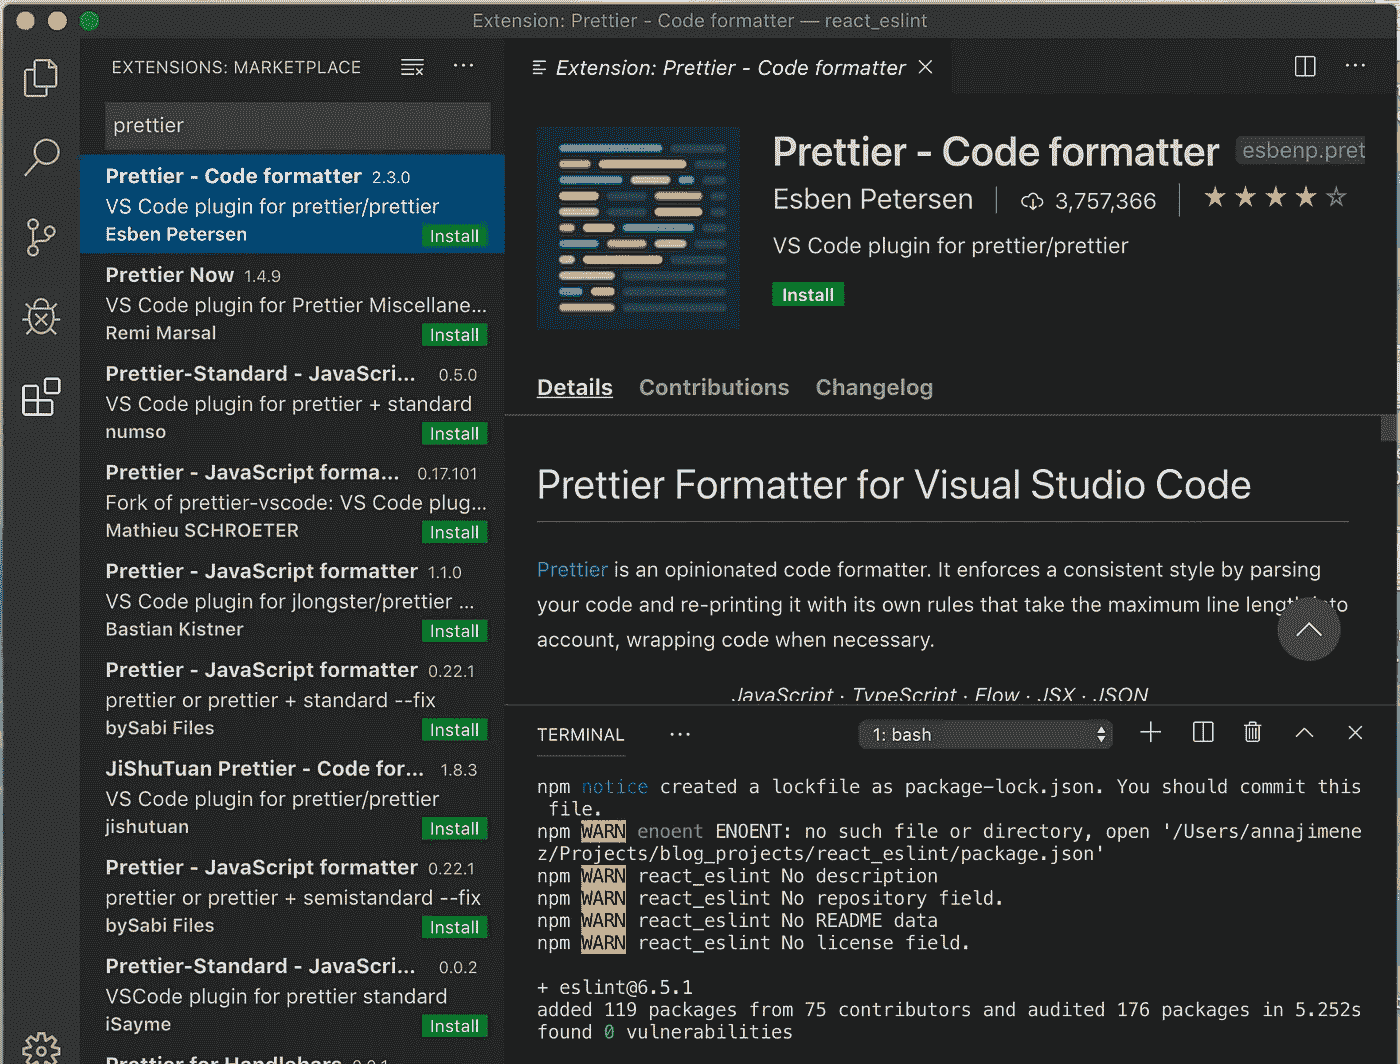 Extension: Prettier - Code formatter — react_eslint
EXTENSIONS: MARKETPLACE
prettier
Prettier - Code formatter 2.3.0
VS Code plugin for prettier/prettier
Esben Petersen Install
Prettier Now 1.4.9
VS Code plugin for Prettier Miscellane...
Remi Marsal Install
Prettier-Standard - JavaScri... 0.5.0
VS Code plugin for prettier + standard
numso Install
Prettier - JavaScript forma... 0.17.101
Fork of prettier-vscode: VS Code plug...
Mathieu SCHROETER Install
Prettier - JavaScript formatter 1.1.0
VS Code plugin for jlongster/prettier ...
Bastian Kistner Install
Prettier - JavaScript formatter 0.22.1
prettier or prettier + standard --fix
bySabi Files Install
JiShuTuan Prettier - Code for... 1.8.3
VS Code plugin for prettier/prettier
jishutuan Install
Prettier - JavaScript formatter 0.22.1
prettier or prettier + semistandard --fix
bySabi Files Install
Prettier-Standard - JavaScri... 0.0.2
VSCode plugin for prettier standard
iSayme Install
Prettier for Handlebars 0.0.1
Extension: Prettier - Code formatter
Prettier - Code formatter esbenp.pret
Esben Petersen 3,757,366
VS Code plugin for prettier/prettier
Install
Details Contributions Changelog
Prettier Formatter for Visual Studio Code
Prettier is an opinionated code formatter. It enforces a consistent style by parsing
your code and re-printing it with its own rules that take the maximum line length into
account, wrapping code when necessary.
JavaScript · TypeScript · Flow · JSX · JSON
TERMINAL ... 1: bash
npm notice created a lockfile as package-lock.json. You should commit this
file.
npm WARN enoent ENOENT: no such file or directory, open '/Users/annajimene
z/Projects/blog_projects/react_eslint/package.json'
npm WARN react_eslint No description
npm WARN react_eslint No repository field.
npm WARN react_eslint No README data
npm WARN react_eslint No license field.
+ eslint@6.5.1
added 119 packages from 75 contributors and audited 176 packages in 5.252s
found 0 vulnerabilities